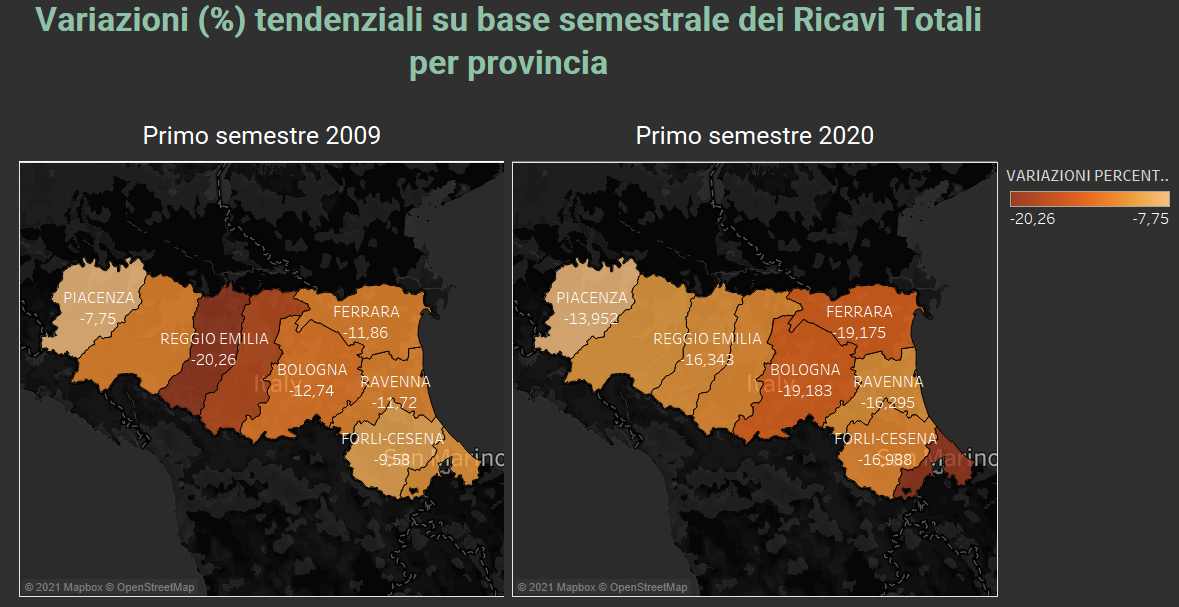 Variazioni (%) tendenziali su base semestrale dei Ricavi Totali
per provincia
Primo semestre 2009
Primo semestre 2020
VARIAZIONI PERCENT..
-20,26
-7,75
PIACENZA
-7,75
REGGIO EMILIA
-20,26
FERRARA
-11,86
BOLOGNA
-12,74
RAVENNA
-11,72
FORLI-CESENA
-9,58
Italy
San Marino
© 2021 Mapbox © OpenStreetMap
PIACENZA
-13,952
REGGIO EMILIA
-16,343
FERRARA
-19,175
BOLOGNA
-19,183
RAVENNA
-16,295
FORLI-CESENA
-16,988
Italy
San Marino
© 2021 Mapbox © OpenStreetMap